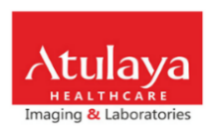 Atulaya
HEALTHCARE
Imaging & Laboratories